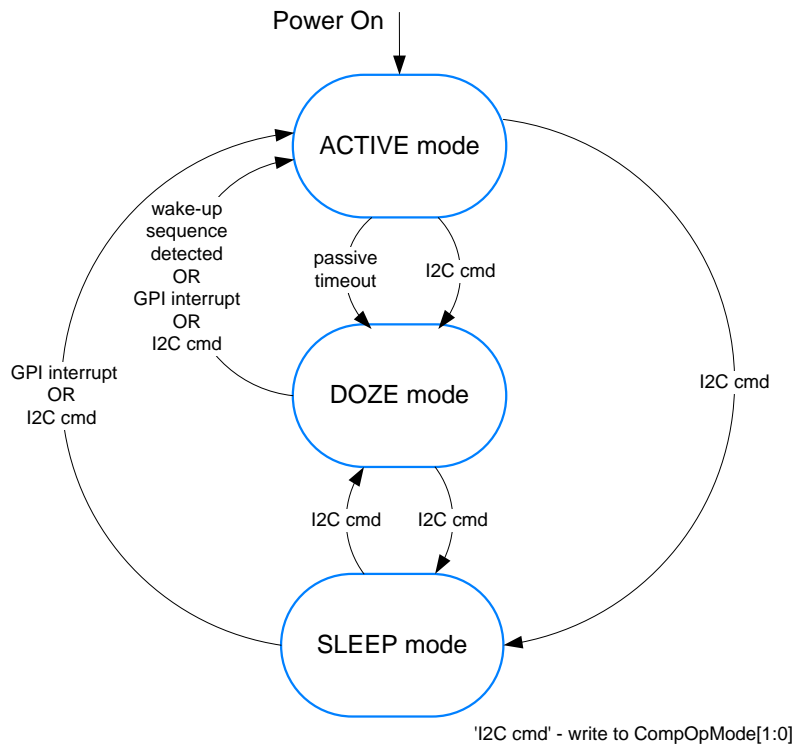 Power On
ACTIVE mode
wake-up
sequence
detected
OR
GPI interrupt
OR
I2C cmd
passive
timeout
I2C cmd
GPI interrupt
OR
I2C cmd
I2C cmd
DOZE mode
I2C cmd
I2C cmd
SLEEP mode
'I2C cmd' - write to CompOpMode[1:0]